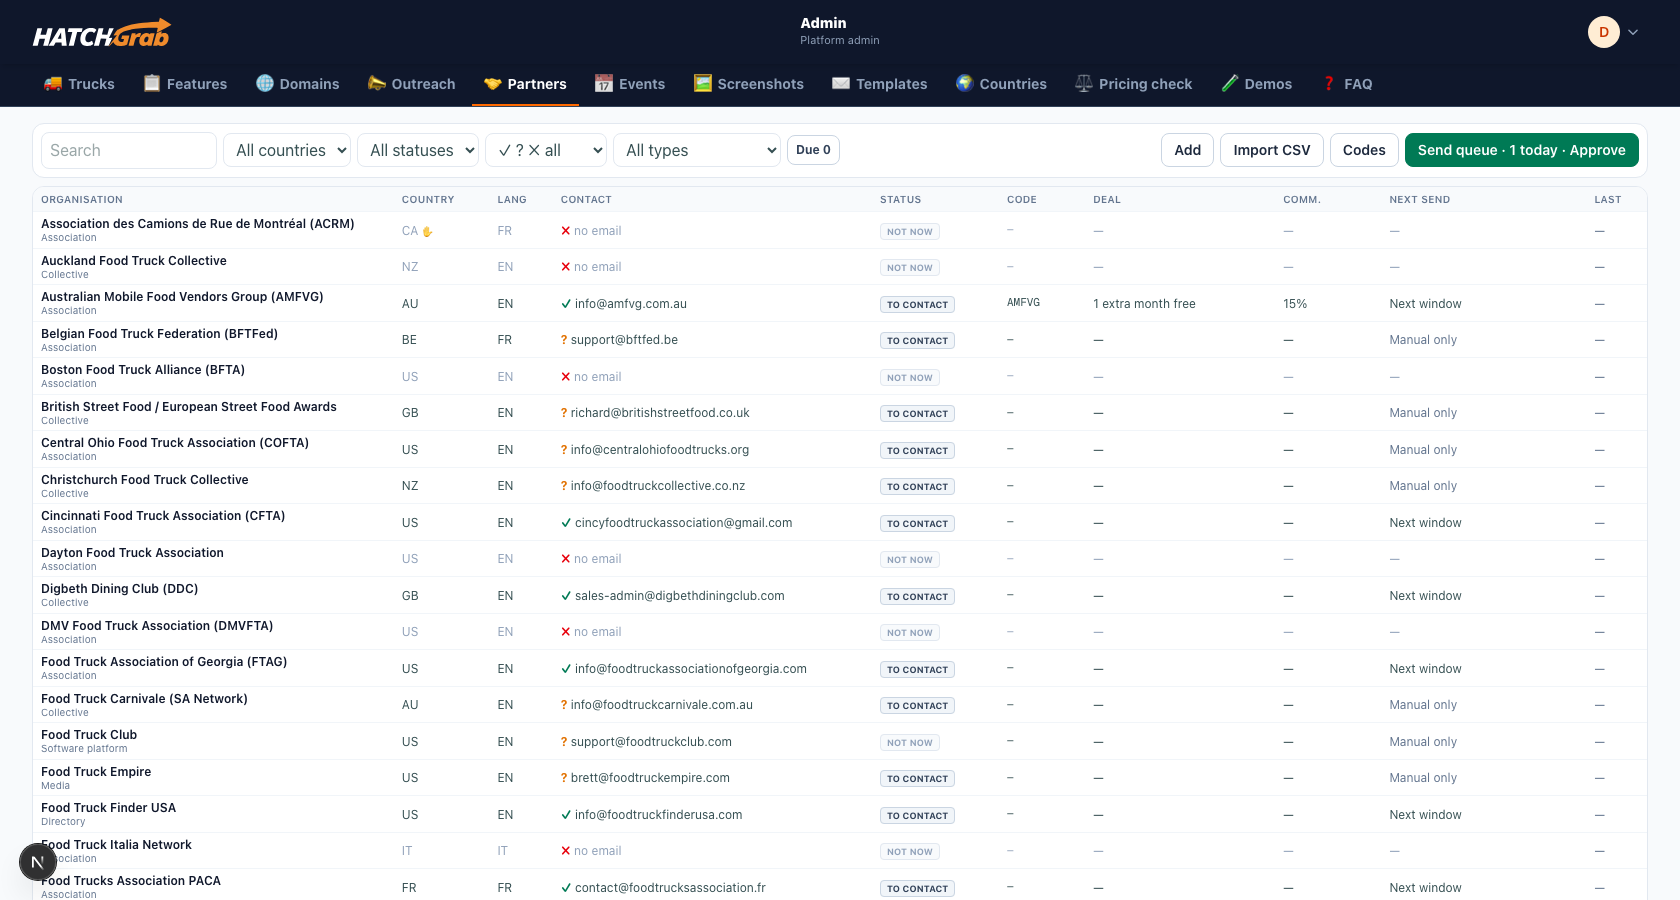 HATCHGrab
Admin
Platform admin
D
Trucks
Features
Domains
Outreach
Partners
Events
Screenshots
Templates
Countries
Pricing check
Demos
FAQ
Search
All countries
All statuses
✓ ? ✕ all
All types
Due 0
Add
Import CSV
Codes
Send queue · 1 today · Approve
ORGANISATION COUNTRY LANG CONTACT STATUS CODE DEAL COMM. NEXT SEND LAST
Association des Camions de Rue de Montréal (ACRM)
Association
CA FR ✕ no email NOT NOW – — — — —
Auckland Food Truck Collective
Collective
NZ EN ✕ no email NOT NOW – — — — —
Australian Mobile Food Vendors Group (AMFVG)
Association
AU EN ✓ info@amfvg.com.au TO CONTACT AMFVG 1 extra month free 15% Next window —
Belgian Food Truck Federation (BFTFed)
Association
BE FR ? support@bftfed.be TO CONTACT – — — Manual only —
Boston Food Truck Alliance (BFTA)
Association
US EN ✕ no email NOT NOW – — — — —
British Street Food / European Street Food Awards
Collective
GB EN ? richard@britishstreetfood.co.uk TO CONTACT – — — Manual only —
Central Ohio Food Truck Association (COFTA)
Association
US EN ? info@centralohiofoodtrucks.org TO CONTACT – — — Manual only —
Christchurch Food Truck Collective
Collective
NZ EN ? info@foodtruckcollective.co.nz TO CONTACT – — — Manual only —
Cincinnati Food Truck Association (CFTA)
Association
US EN ✓ cincyfoodtruckassociation@gmail.com TO CONTACT – — — Next window —
Dayton Food Truck Association
Association
US EN ✕ no email NOT NOW – — — — —
Digbeth Dining Club (DDC)
Collective
GB EN ✓ sales-admin@digbethdiningclub.com TO CONTACT – — — Next window —
DMV Food Truck Association (DMVFTA)
Association
US EN ✕ no email NOT NOW – — — — —
Food Truck Association of Georgia (FTAG)
Association
US EN ✓ info@foodtruckassociationofgeorgia.com TO CONTACT – — — Next window —
Food Truck Carnivale (SA Network)
Collective
AU EN ? info@foodtruckcarnivale.com.au TO CONTACT – — — Manual only —
Food Truck Club
Software platform
US EN ? support@foodtruckclub.com NOT NOW – — — Manual only —
Food Truck Empire
Media
US EN ? brett@foodtruckempire.com TO CONTACT – — — Manual only —
Food Truck Finder USA
Directory
US EN ✓ info@foodtruckfinderusa.com TO CONTACT – — — Next window —
Food Truck Italia Network
sociation
IT IT ✕ no email NOT NOW – — — — —
Food Trucks Association PACA
Association
FR FR ✓ contact@foodtrucksassociation.fr TO CONTACT – — — Next window —
N